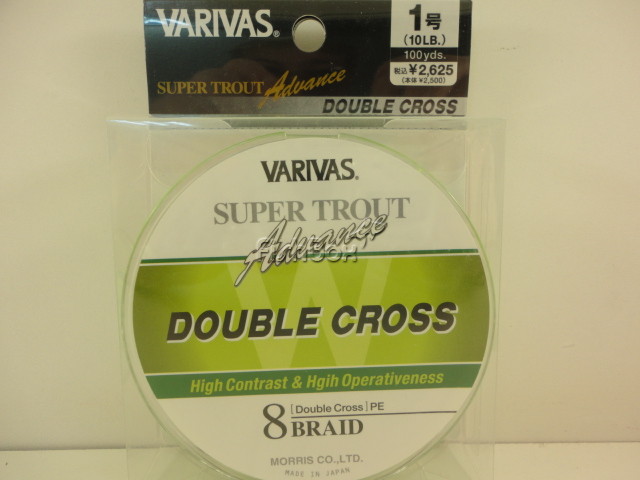 VARIVAS®
1号
(10LB.)
100yds.
税込¥2,625
(本体 ¥2,500)
SUPER TROUT Advance
DOUBLE CROSS
VARIVAS®
SUPER TROUT
Advance
DOUBLE CROSS
High Contrast & Hgih Operativeness
8 [Double Cross] PE
BRAID
MORRIS CO.,LTD.
MADE IN JAPAN